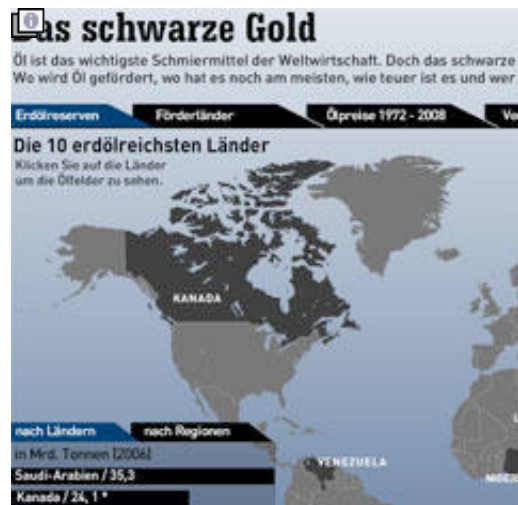 Das schwarze Gold
Öl ist das wichtigste Schmiermittel der Weltwirtschaft. Doch das schwarze
Wo wird Öl gefördert, wo hat es noch am meisten, wie teuer ist es und wer
Erdölreserven Förderländer Ölpreise 1972 - 2008
Die 10 erdölreichsten Länder
Klicken Sie auf die Länder
um die Ölfelder zu sehen.
KANADA
nach Ländern nach Regionen
in Mrd. Tonnen (2006)
VENEZUELA
Saudi-Arabien / 35,3
Kanada / 24, 1 *